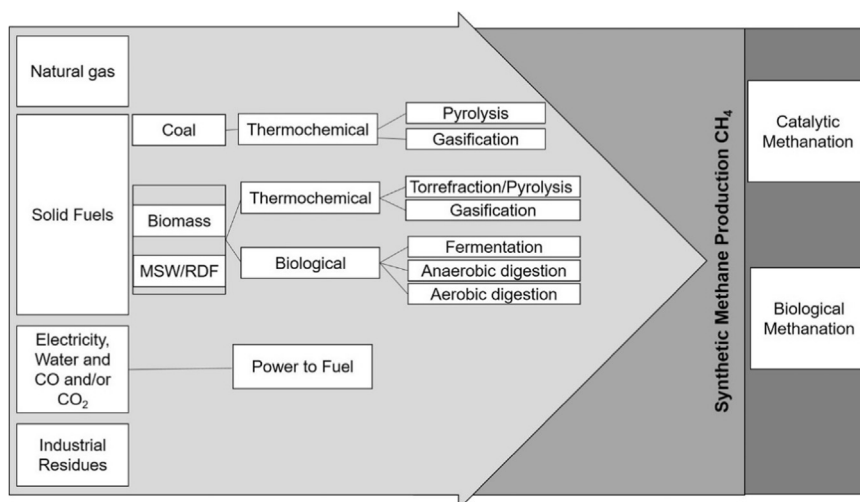 Natural gas
Solid Fuels
Coal
Thermochemical
Pyrolysis
Gasification
Biomass
MSW/RDF
Thermochemical
Torrefraction/Pyrolysis
Gasification
Biological
Fermentation
Anaerobic digestion
Aerobic digestion
Electricity,
Water and
CO and/or
CO₂
Power to Fuel
Industrial
Residues
Synthetic Methane Production CH₄
Catalytic
Methanation
Biological
Methanation